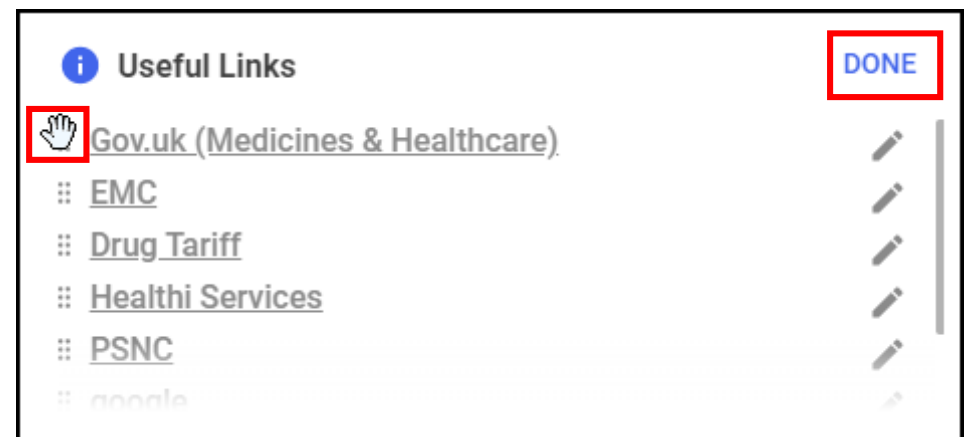 Useful Links
DONE
Gov.uk (Medicines & Healthcare)
EMC
Drug Tariff
Healthi Services
PSNC
google